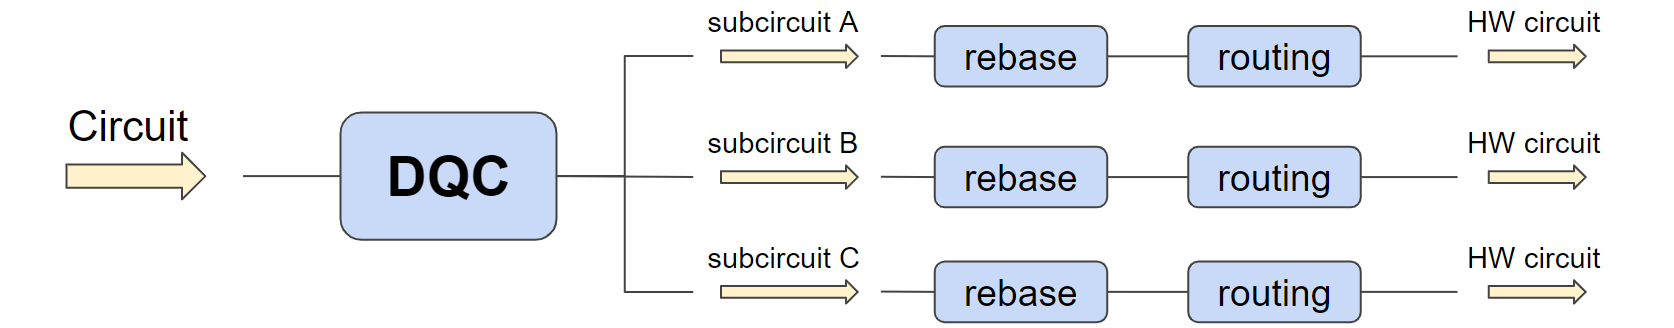 Circuit
DQC
subcircuit A
rebase
routing
HW circuit
subcircuit B
rebase
routing
HW circuit
subcircuit C
rebase
routing
HW circuit